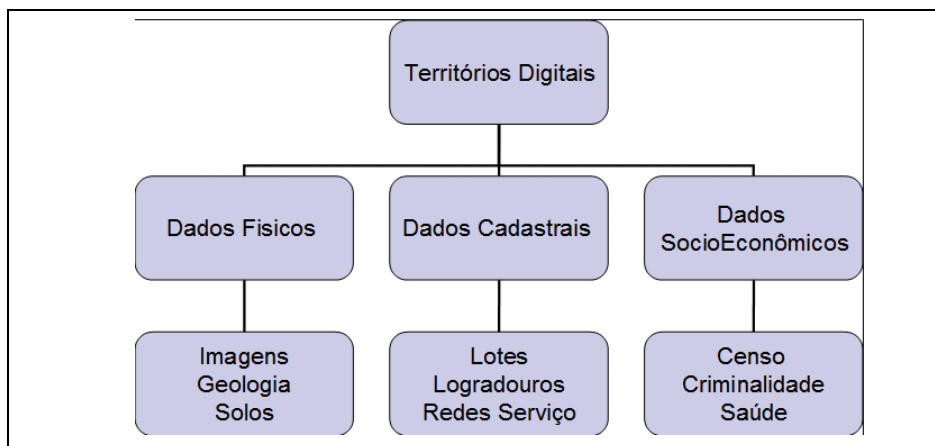 Territórios Digitais
Dados Fisicos
Dados Cadastrais
Dados
SocioEconômicos
Imagens
Geologia
Solos
Lotes
Logradouros
Redes Serviço
Censo
Criminalidade
Saúde